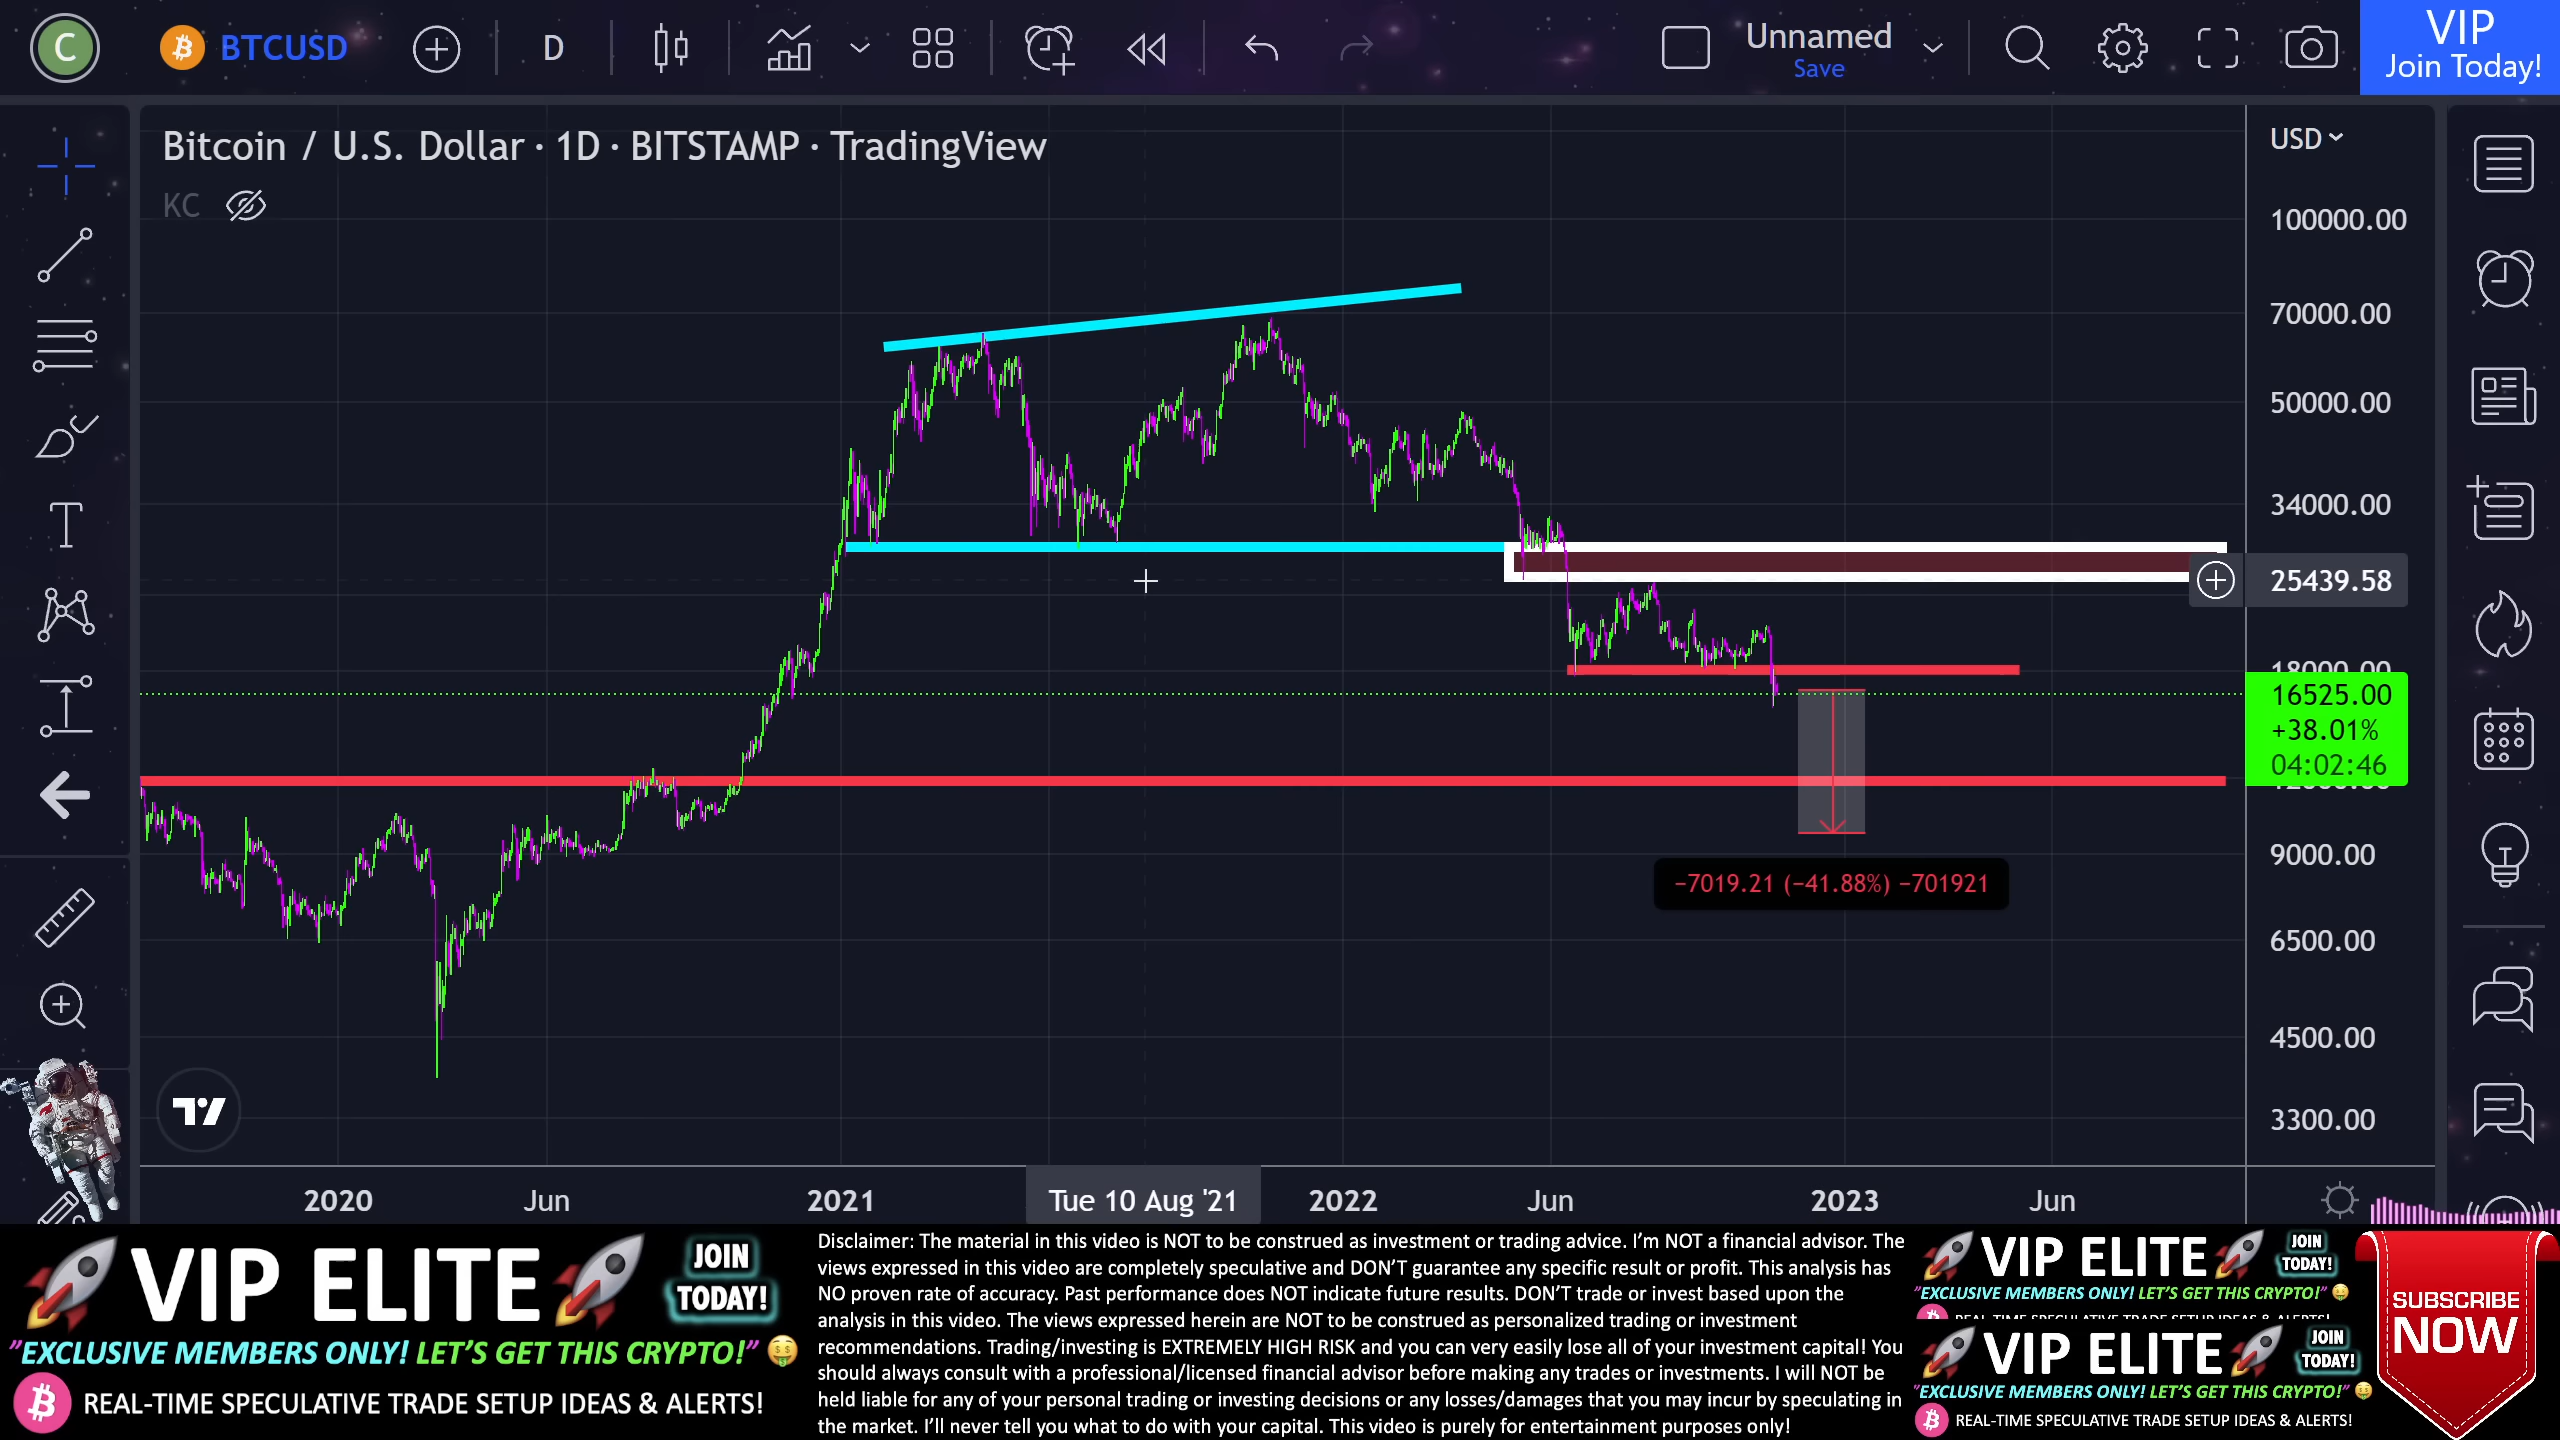 C
BTCUSD
D
Unnamed
Save
VIP
Join Today!
Bitcoin / U.S. Dollar · 1D · BITSTAMP · TradingView
KC
USD
100000.00
70000.00
50000.00
34000.00
25439.58
18000.00
16525.00
+38.01%
04:02:46
9000.00
−7019.21 (−41.88%) −701921
6500.00
4500.00
3300.00
2020
Jun
2021
Tue 10 Aug '21
2022
Jun
2023
Jun
VIP ELITE
JOIN
TODAY!
"EXCLUSIVE MEMBERS ONLY! LET'S GET THIS CRYPTO!"
REAL-TIME SPECULATIVE TRADE SETUP IDEAS & ALERTS!
Disclaimer: The material in this video is NOT to be construed as investment or trading advice. I'm NOT a financial advisor. The
views expressed in this video are completely speculative and DON'T guarantee any specific result or profit. This analysis has
NO proven rate of accuracy. Past performance does NOT indicate future results. DON'T trade or invest based upon the
analysis in this video. The views expressed herein are NOT to be construed as personalized trading or investment
recommendations. Trading/investing is EXTREMELY HIGH RISK and you can very easily lose all of your investment capital! You
should always consult with a professional/licensed financial advisor before making any trades or investments. I will NOT be
held liable for any of your personal trading or investing decisions or any losses/damages that you may incur by speculating in
the market. I'll never tell you what to do with your capital. This video is purely for entertainment purposes only!
VIP ELITE
JOIN
TODAY!
"EXCLUSIVE MEMBERS ONLY! LET'S GET THIS CRYPTO!"
VIP ELITE
JOIN
TODAY!
"EXCLUSIVE MEMBERS ONLY! LET'S GET THIS CRYPTO!"
REAL-TIME SPECULATIVE TRADE SETUP IDEAS & ALERTS!
SUBSCRIBE
NOW